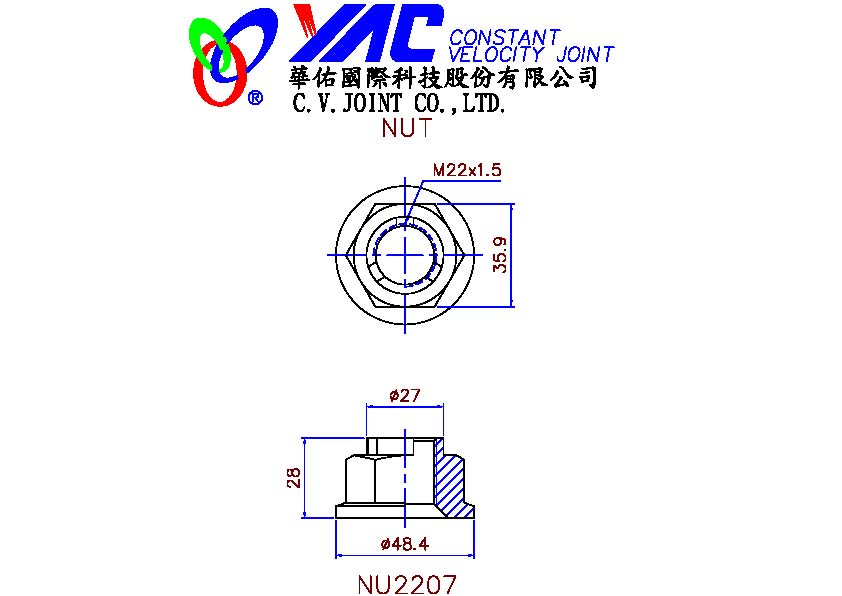 YAC CONSTANT
VELOCITY JOINT
®
華佑國際科技股份有限公司
C.V.JOINT CO.,LTD.
NUT
M22x1.5
35.9
ø27
28
ø48.4
NU2207